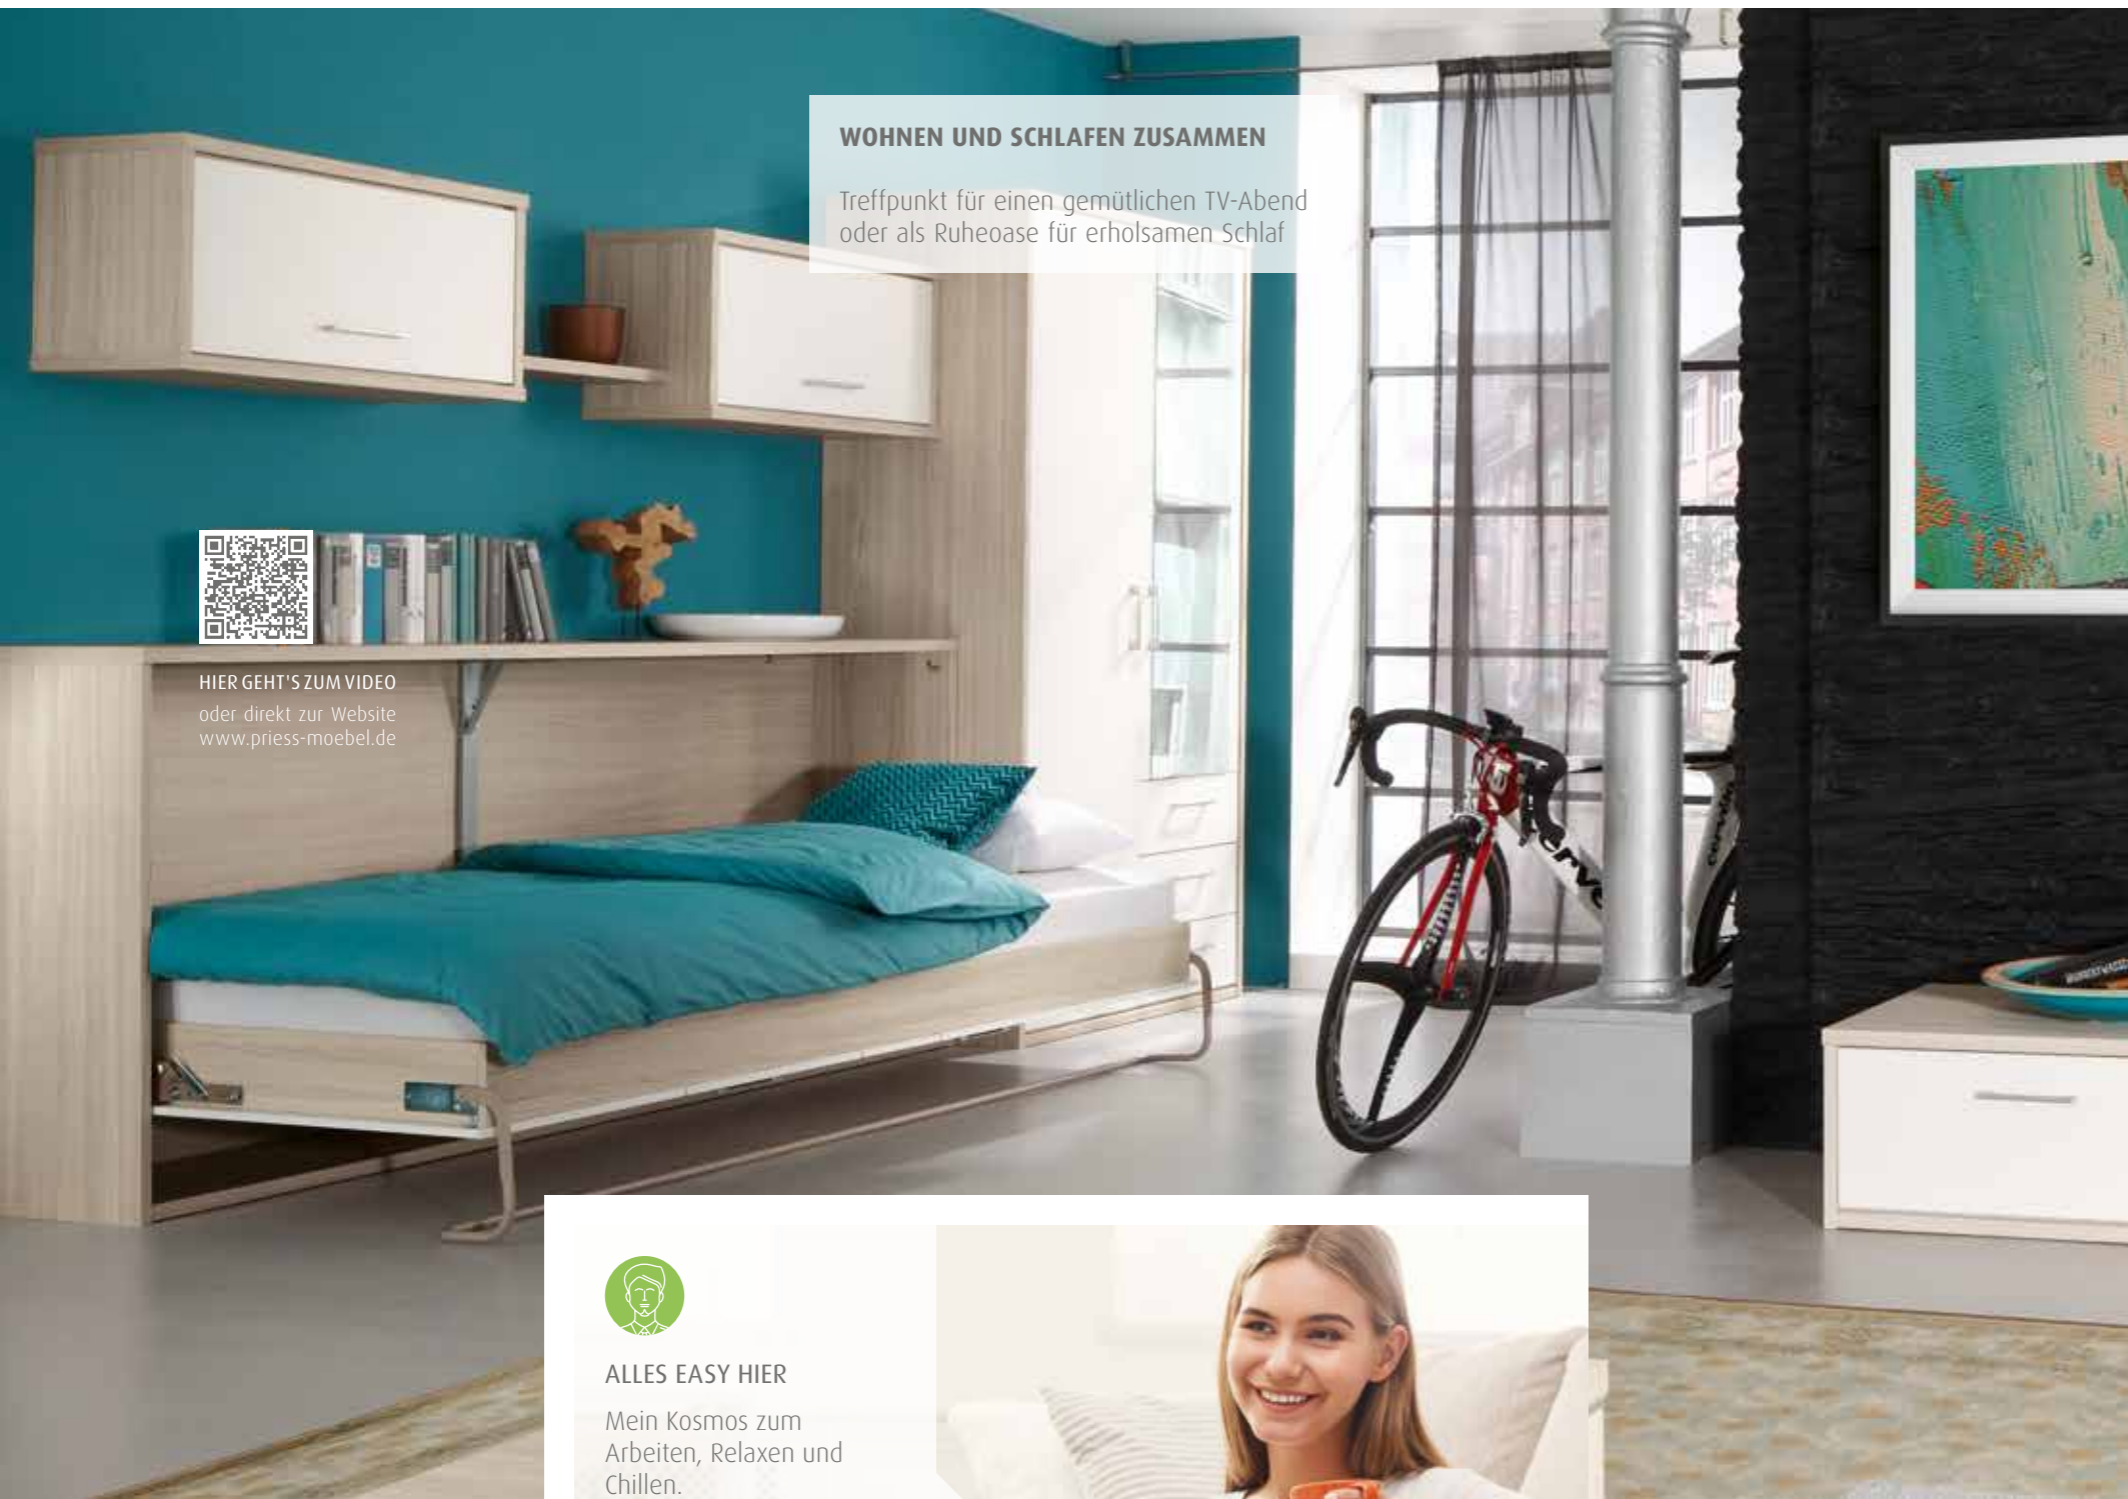 WOHNEN UND SCHLAFEN ZUSAMMEN
Treffpunkt für einen gemütlichen TV-Abend
oder als Ruheoase für erholsamen Schlaf
HIER GEHT'S ZUM VIDEO
oder direkt zur Website
www.priess-moebel.de
ALLES EASY HIER
Mein Kosmos zum
Arbeiten, Relaxen und
Chillen.